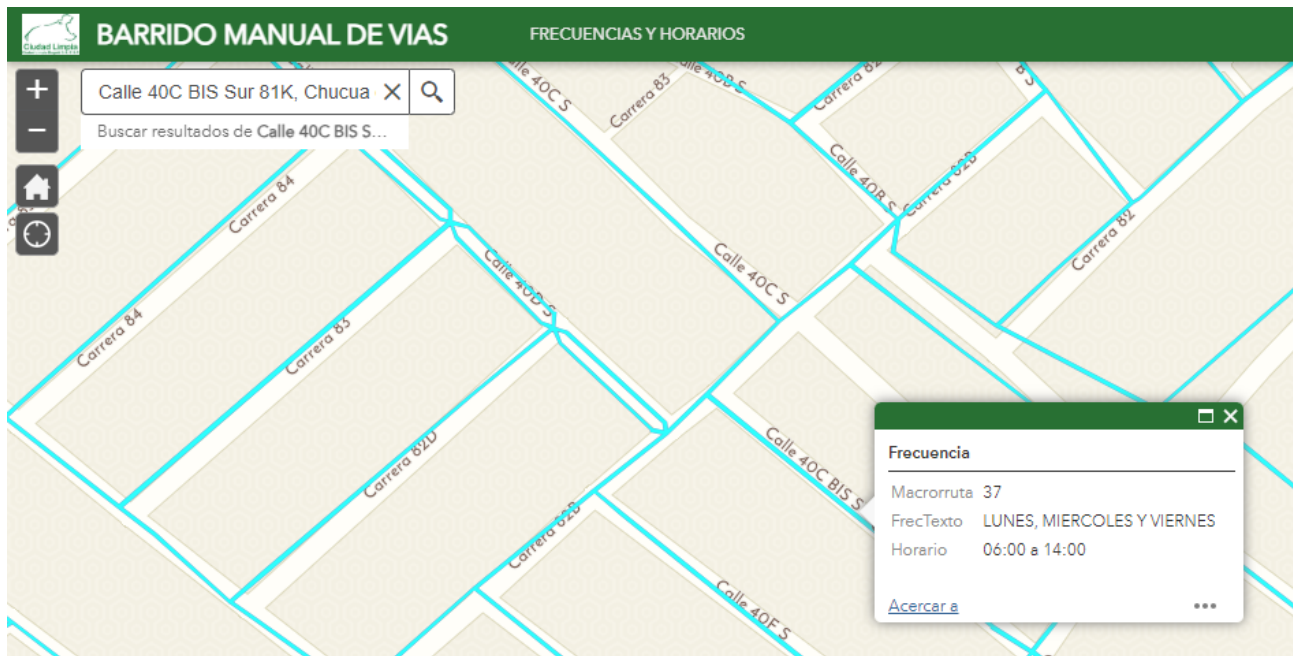 Ciudad Limpia
BARRIDO MANUAL DE VIAS
FRECUENCIAS Y HORARIOS
+
−
Calle 40C BIS Sur 81K, Chucua
Buscar resultados de Calle 40C BIS S...
Calle 40C S
Carrera 83
Calle 40B S
Carrera 84
Calle 40B S
Carrera 82B
Carrera 82
Calle 40D S
Calle 40C S
Carrera 84
Carrera 83
Carrera 82D
Calle 40C BIS S
Carrera 82B
Calle 40F S
Frecuencia
Macrorruta 37
FrecTexto LUNES, MIERCOLES Y VIERNES
Horario 06:00 a 14:00
Acercar a